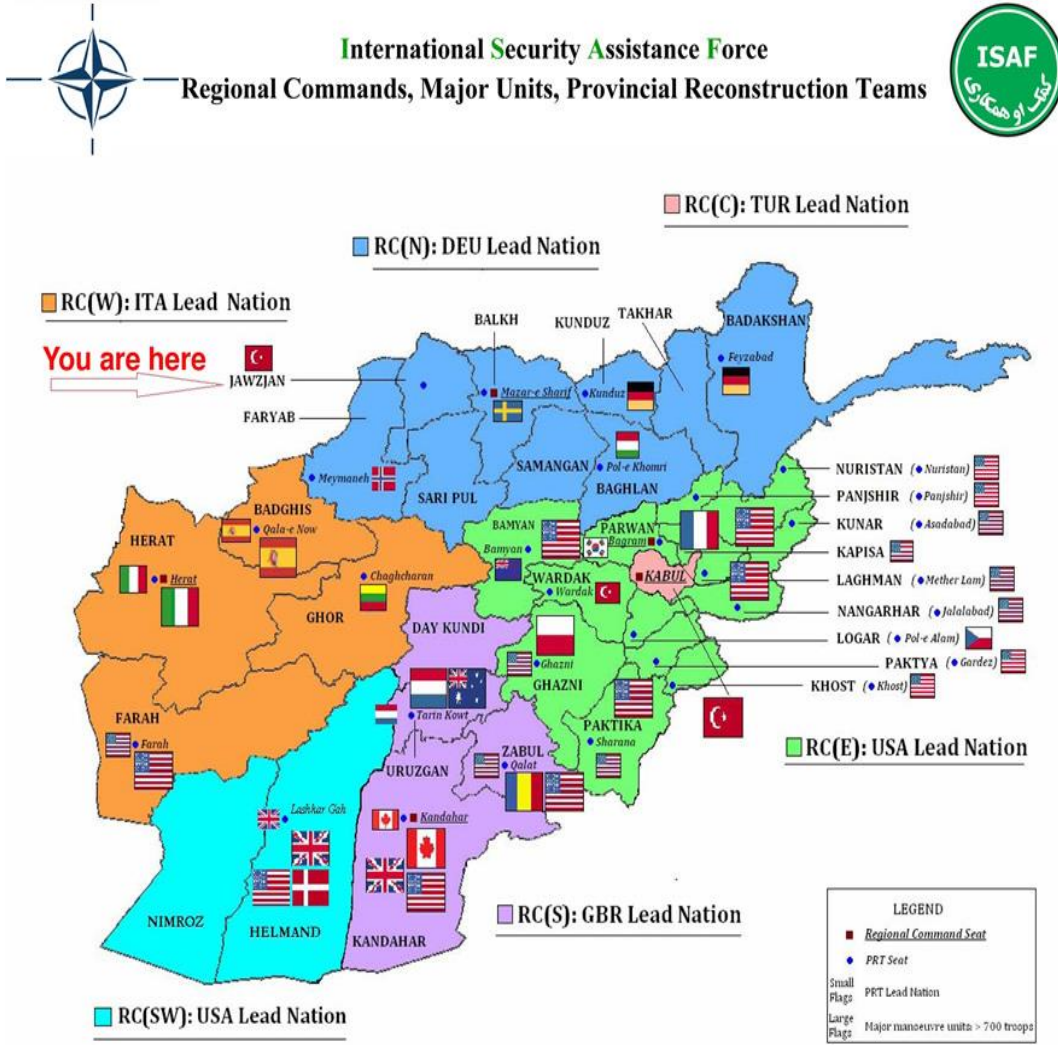 International Security Assistance Force
Regional Commands, Major Units, Provincial Reconstruction Teams
ISAF
کمک او همکاري
RC(C): TUR Lead Nation
RC(N): DEU Lead Nation
RC(W): ITA Lead Nation
You are here
JAWZJAN
FARYAB
BALKH
KUNDUZ
TAKHAR
BADAKSHAN
Feyzabad
Mazar-e Sharif
Kunduz
Meymaneh
SARI PUL
SAMANGAN
Pol-e Khomri
BAGHLAN
NURISTAN (Nuristan)
PANJSHIR (Panjshir)
KUNAR (Asadabad)
KAPISA
LAGHMAN (Mether Lam)
NANGARHAR (Jalalabad)
LOGAR (Pol-e Alam)
PAKTYA (Gardez)
KHOST (Khost)
BADGHIS
Qala-e Now
HERAT
Herat
Chaghcharan
GHOR
BAMYAN
Bamyan
PARWAN
Bagram
WARDAK
Wardak
KABUL
DAY KUNDI
Ghazni
GHAZNI
Tarin Kowt
URUZGAN
PAKTIKA
Sharana
ZABUL
Qalat
FARAH
Farah
RC(E): USA Lead Nation
Lashkar Gah
Kandahar
NIMROZ
HELMAND
KANDAHAR
RC(S): GBR Lead Nation
RC(SW): USA Lead Nation
LEGEND
Regional Command Seat
PRT Seat
Small Flags PRT Lead Nation
Large Flags Major manoeuvre units: > 700 troops